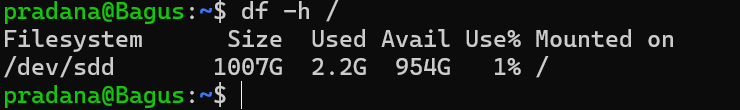 pradana@Bagus:~$ df -h /
Filesystem      Size  Used Avail Use% Mounted on
/dev/sdd       1007G  2.2G  954G   1% /
pradana@Bagus:~$